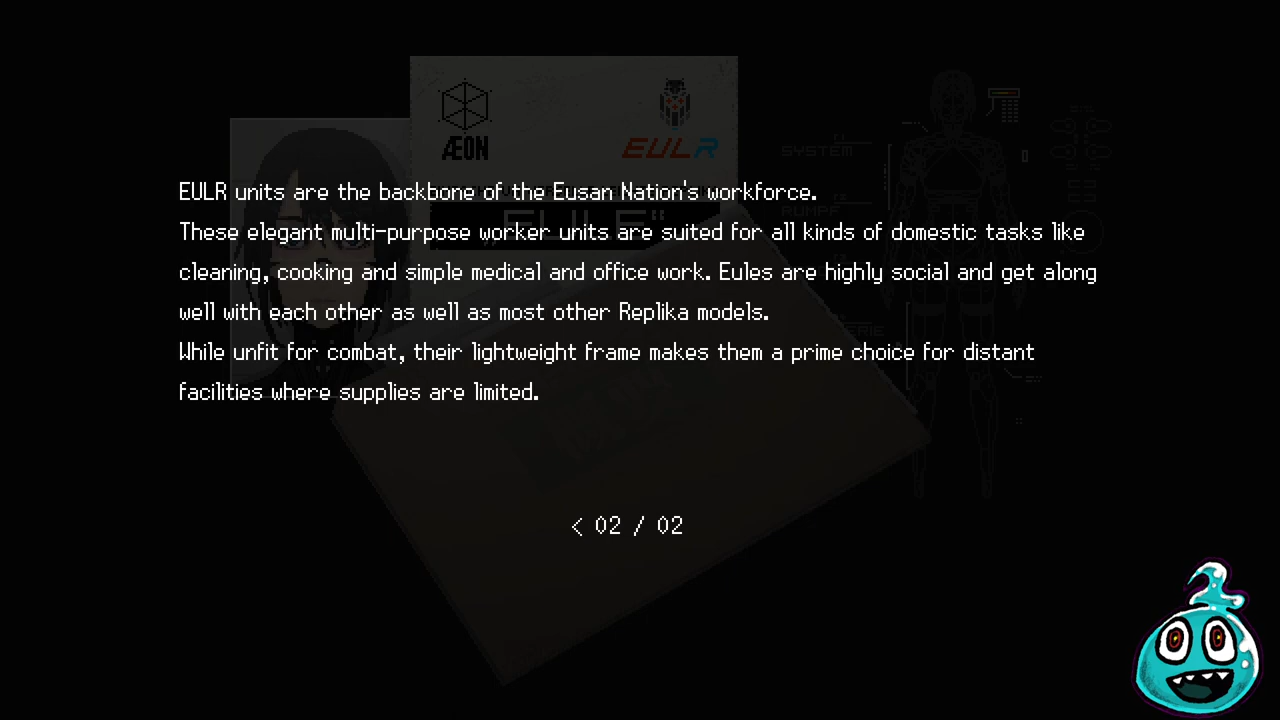 ÆON
EULR
SYSTEM
EULR units are the backbone of the Eusan Nation's workforce.
These elegant multi-purpose worker units are suited for all kinds of domestic tasks like
cleaning, cooking and simple medical and office work. Eules are highly social and get along
well with each other as well as most other Replika models.
While unfit for combat, their lightweight frame makes them a prime choice for distant
facilities where supplies are limited.
< 02 / 02